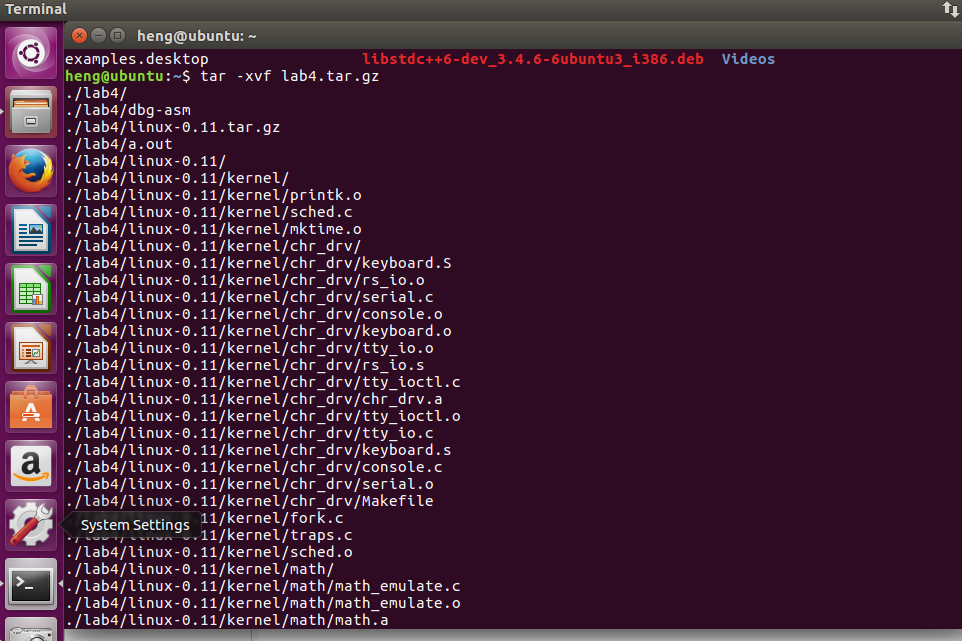 Terminal
heng@ubuntu: ~
examples.desktop libstdc++6-dev_3.4.6-6ubuntu3_i386.deb Videos
heng@ubuntu:~$ tar -xvf lab4.tar.gz
./lab4/
./lab4/dbg-asm
./lab4/linux-0.11.tar.gz
./lab4/a.out
./lab4/linux-0.11/
./lab4/linux-0.11/kernel/
./lab4/linux-0.11/kernel/printk.o
./lab4/linux-0.11/kernel/sched.c
./lab4/linux-0.11/kernel/mktime.o
./lab4/linux-0.11/kernel/chr_drv/
./lab4/linux-0.11/kernel/chr_drv/keyboard.S
./lab4/linux-0.11/kernel/chr_drv/rs_io.o
./lab4/linux-0.11/kernel/chr_drv/serial.c
./lab4/linux-0.11/kernel/chr_drv/console.o
./lab4/linux-0.11/kernel/chr_drv/keyboard.o
./lab4/linux-0.11/kernel/chr_drv/tty_io.o
./lab4/linux-0.11/kernel/chr_drv/rs_io.s
./lab4/linux-0.11/kernel/chr_drv/tty_ioctl.c
./lab4/linux-0.11/kernel/chr_drv/chr_drv.a
./lab4/linux-0.11/kernel/chr_drv/tty_ioctl.o
./lab4/linux-0.11/kernel/chr_drv/tty_io.c
./lab4/linux-0.11/kernel/chr_drv/keyboard.s
./lab4/linux-0.11/kernel/chr_drv/console.c
./lab4/linux-0.11/kernel/chr_drv/serial.o
./lab4/linux-0.11/kernel/chr_drv/Makefile
./lab4/linux-0.11/kernel/fork.c
System Settings
./lab4/linux-0.11/kernel/traps.c
./lab4/linux-0.11/kernel/sched.o
./lab4/linux-0.11/kernel/math/
./lab4/linux-0.11/kernel/math/math_emulate.c
./lab4/linux-0.11/kernel/math/math_emulate.o
./lab4/linux-0.11/kernel/math/math.a